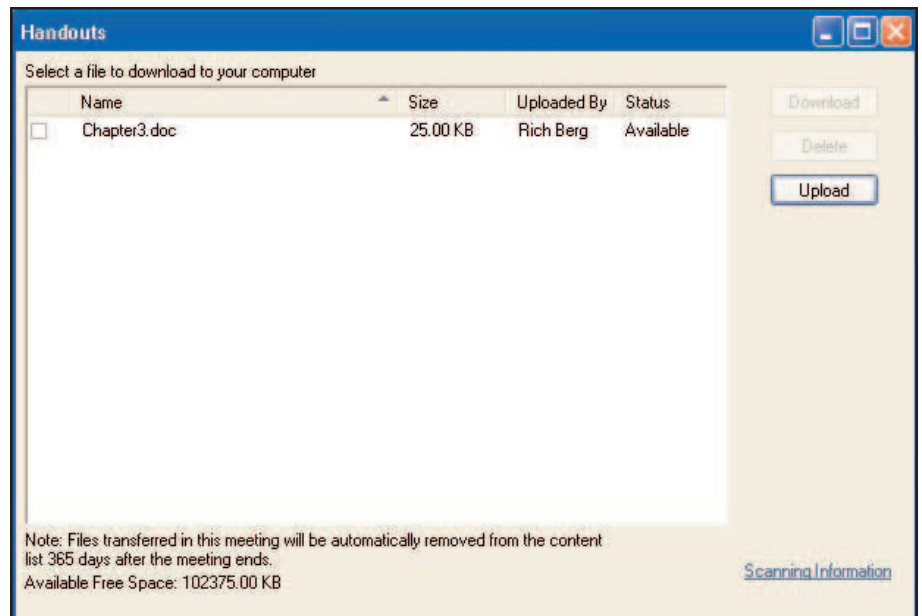 Handouts
Select a file to download to your computer
Name Size Uploaded By Status
Chapter3.doc 25.00 KB Rich Berg Available
Download
Delete
Upload
Note: Files transferred in this meeting will be automatically removed from the content
list 365 days after the meeting ends.
Available Free Space: 102375.00 KB
Scanning Information